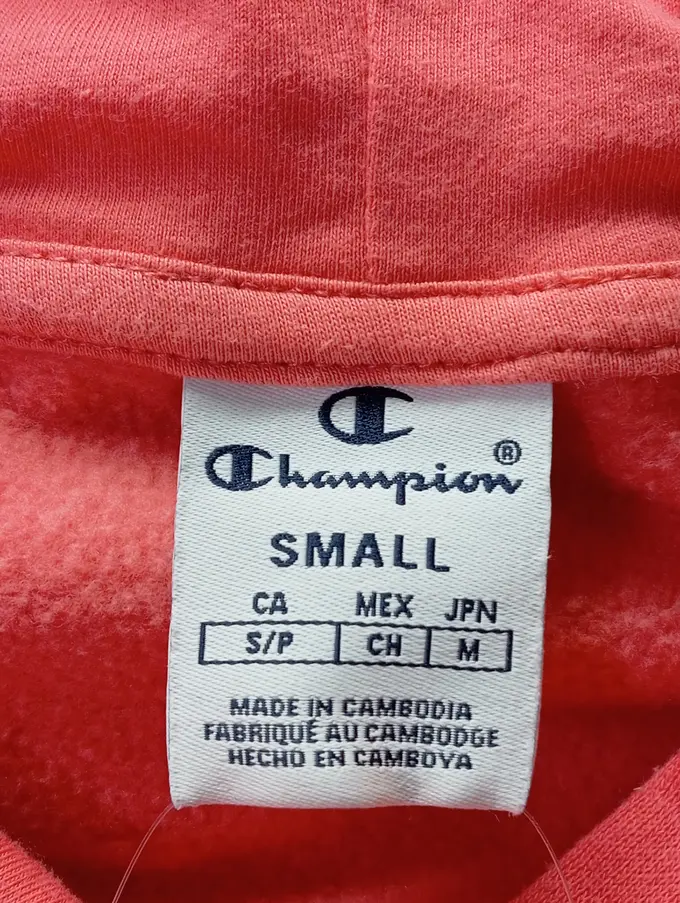 Champion®
SMALL
CA MEX JPN
S/P CH M
MADE IN CAMBODIA
FABRIQUÉ AU CAMBODGE
HECHO EN CAMBOYA